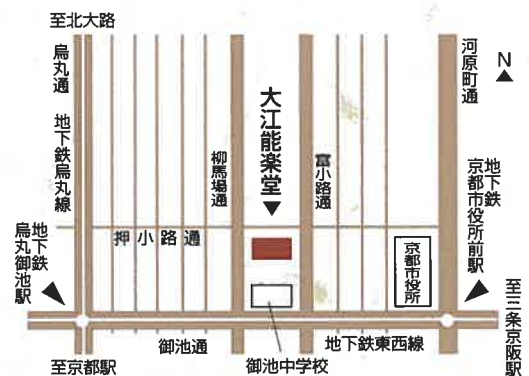 至北大路
烏丸通
地下鉄烏丸線
柳馬場通
大江能楽堂
富小路通
河原町通
N
地下鉄
京都市役所前駅
押小路通
地下鉄
烏丸御池駅
京都市役所
至三条京阪駅
御池通
地下鉄東西線
至京都駅
御池中学校